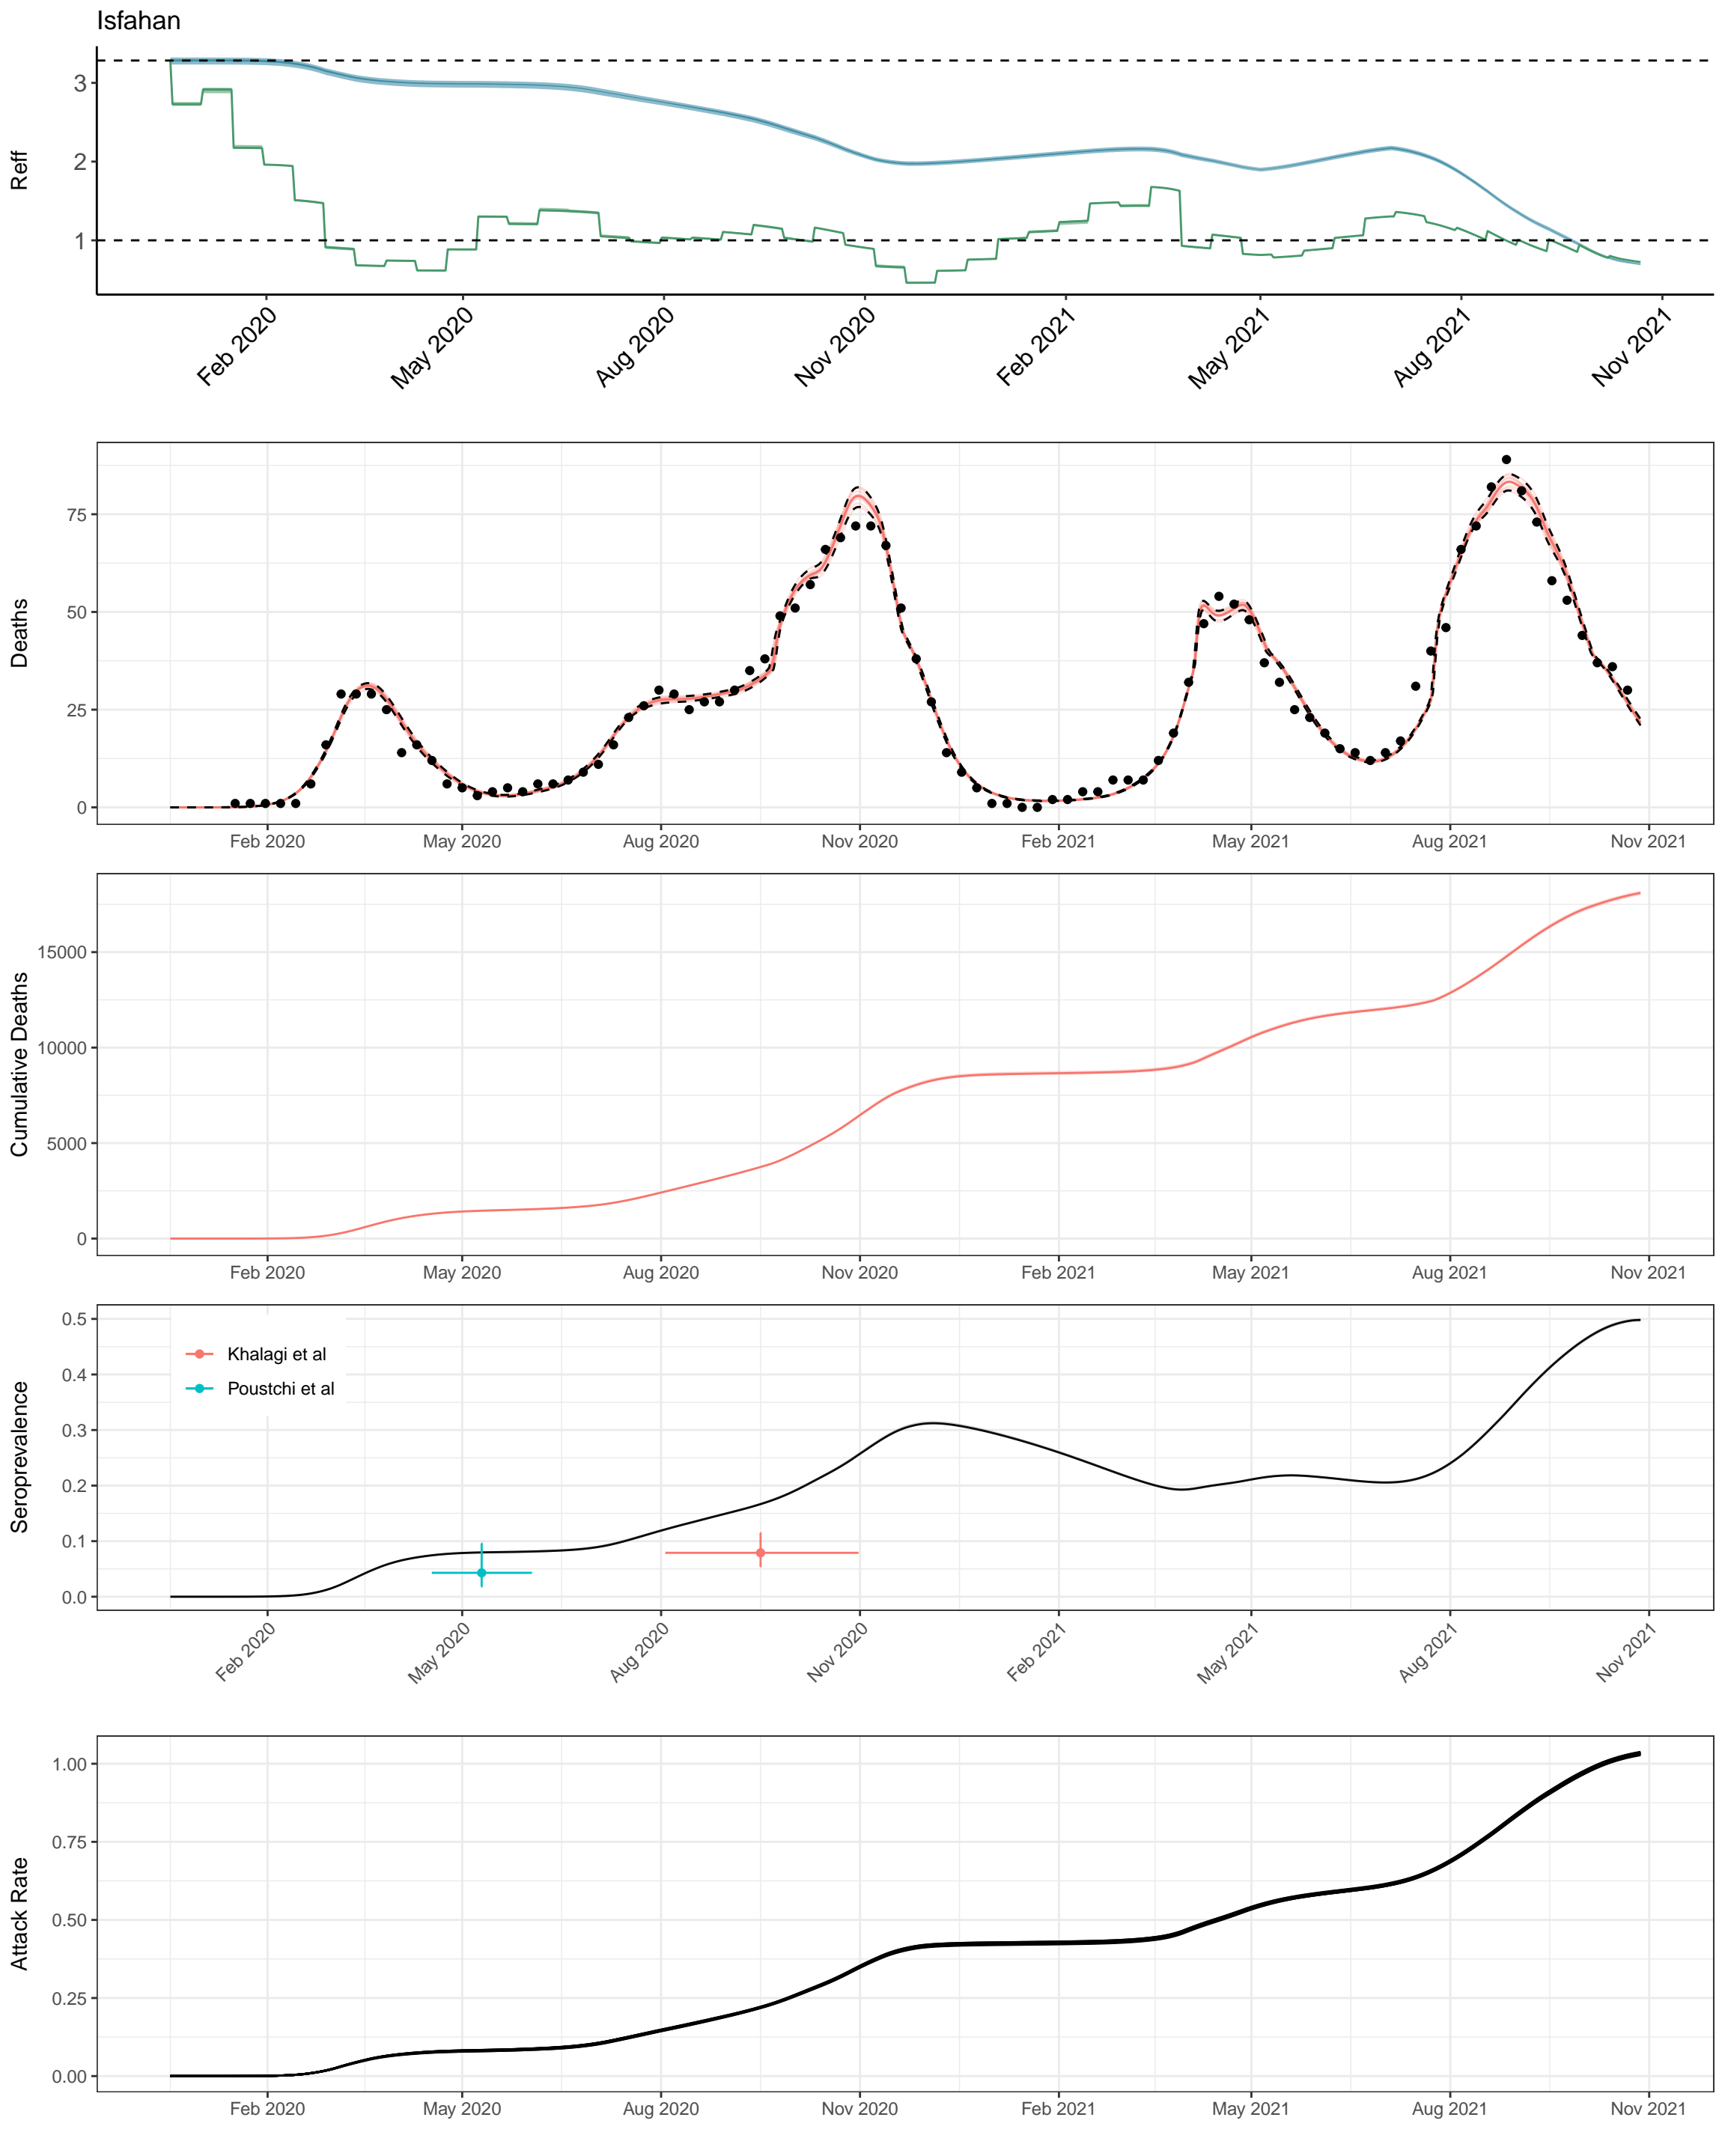 Isfahan
Reff
3
2
1
Feb 2020
May 2020
Aug 2020
Nov 2020
Feb 2021
May 2021
Aug 2021
Nov 2021
Deaths
75
50
25
0
Feb 2020
May 2020
Aug 2020
Nov 2020
Feb 2021
May 2021
Aug 2021
Nov 2021
Cumulative Deaths
15000
10000
5000
0
Feb 2020
May 2020
Aug 2020
Nov 2020
Feb 2021
May 2021
Aug 2021
Nov 2021
Seroprevalence
0.5
0.4
0.3
0.2
0.1
0.0
Khalagi et al
Poustchi et al
Feb 2020
May 2020
Aug 2020
Nov 2020
Feb 2021
May 2021
Aug 2021
Nov 2021
Attack Rate
1.00
0.75
0.50
0.25
0.00
Feb 2020
May 2020
Aug 2020
Nov 2020
Feb 2021
May 2021
Aug 2021
Nov 2021